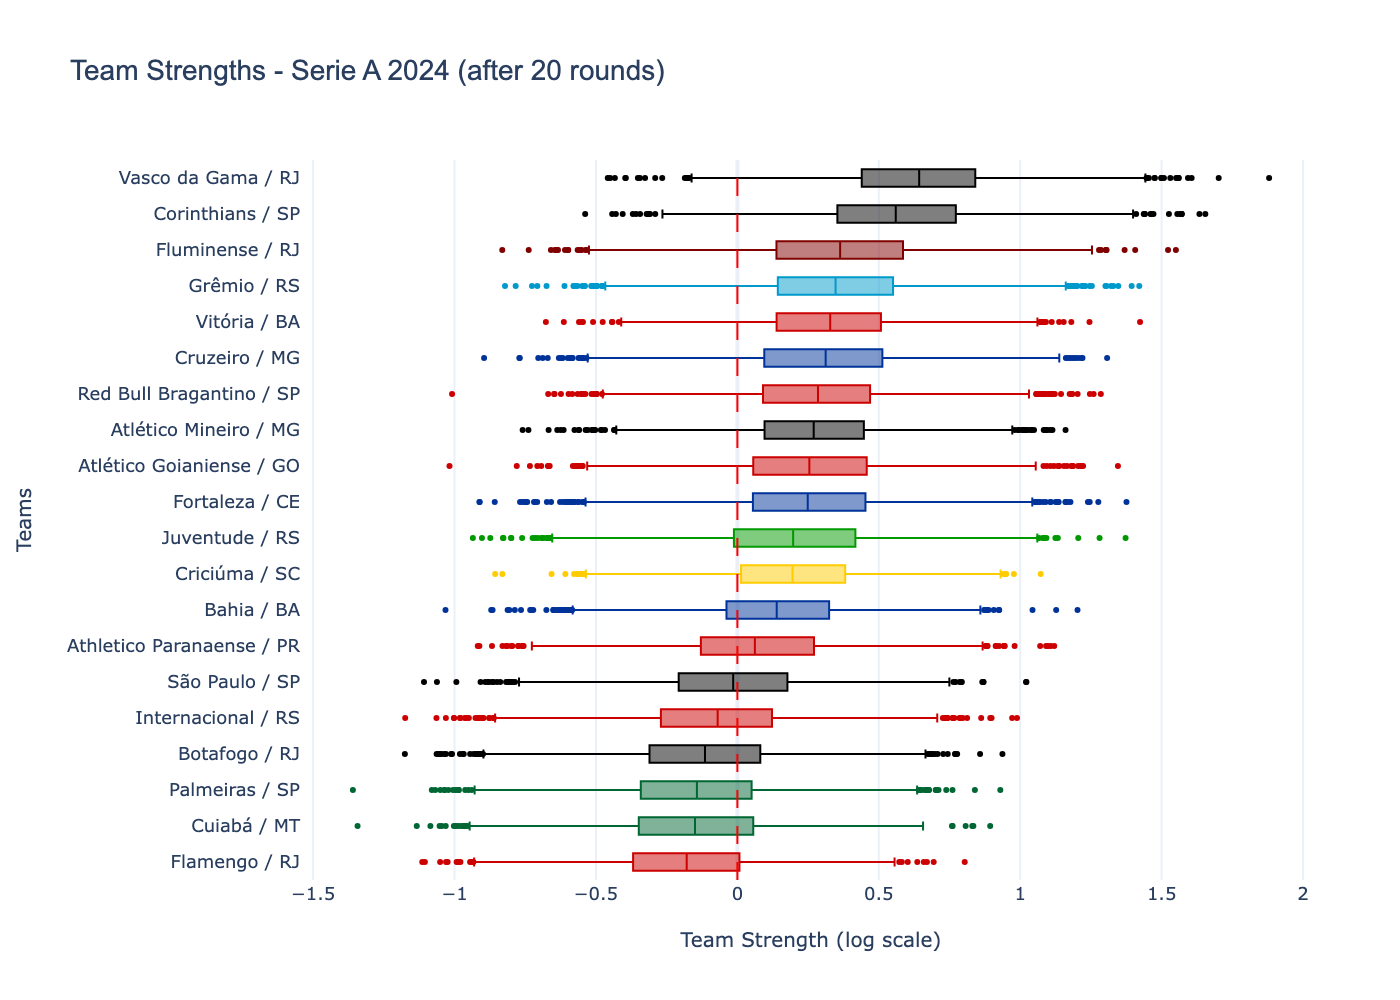 Team Strengths - Serie A 2024 (after 20 rounds)
Teams
Vasco da Gama / RJ
Corinthians / SP
Fluminense / RJ
Grêmio / RS
Vitória / BA
Cruzeiro / MG
Red Bull Bragantino / SP
Atlético Mineiro / MG
Atlético Goianiense / GO
Fortaleza / CE
Juventude / RS
Criciúma / SC
Bahia / BA
Athletico Paranaense / PR
São Paulo / SP
Internacional / RS
Botafogo / RJ
Palmeiras / SP
Cuiabá / MT
Flamengo / RJ
−1.5 −1 −0.5 0 0.5 1 1.5 2
Team Strength (log scale)